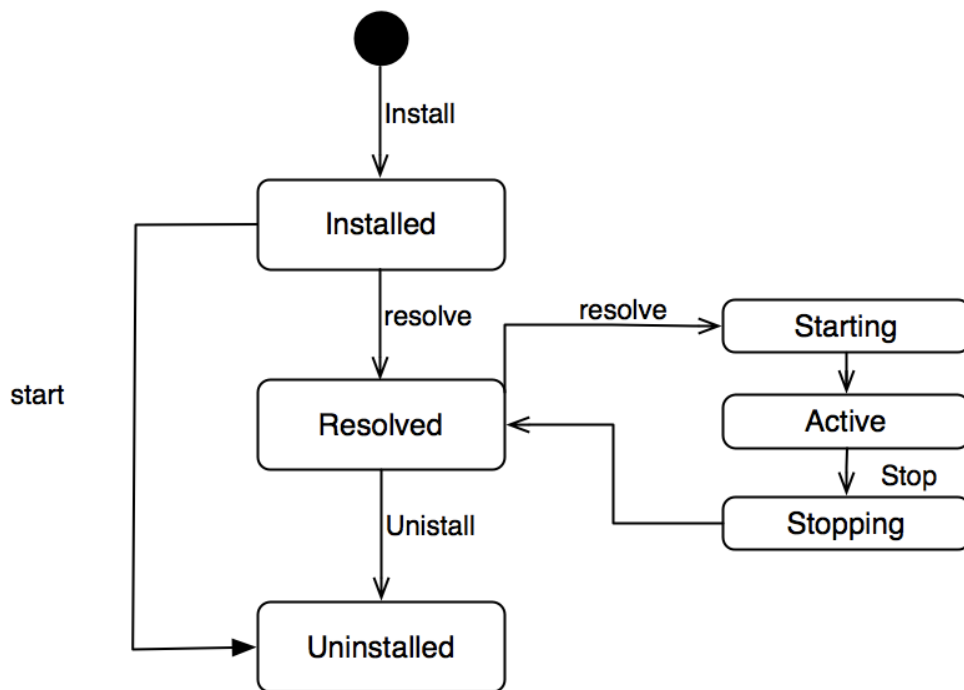 Install
Installed
resolve
resolve
Starting
start
Resolved
Active
Stop
Stopping
Unistall
Uninstalled